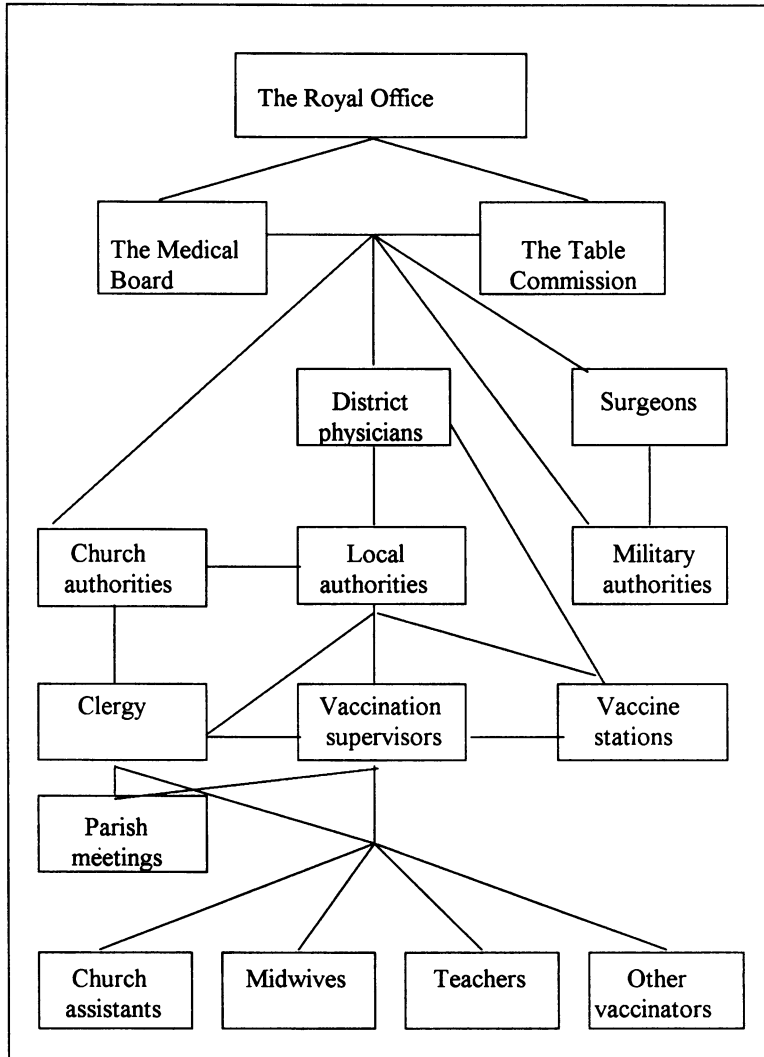 The Royal Office
The Medical
Board
The Table
Commission
District
physicians
Surgeons
Church
authorities
Local
authorities
Military
authorities
Clergy
Vaccination
supervisors
Vaccine
stations
Parish
meetings
Church
assistants
Midwives
Teachers
Other
vaccinators